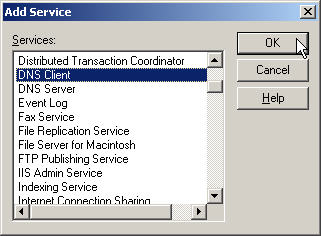 Add Service
Services:
Distributed Transaction Coordinator
DNS Client
DNS Server
Event Log
Fax Service
File Replication Service
File Server for Macintosh
FTP Publishing Service
IIS Admin Service
Indexing Service
Internet Connection Sharing
OK
Cancel
Help